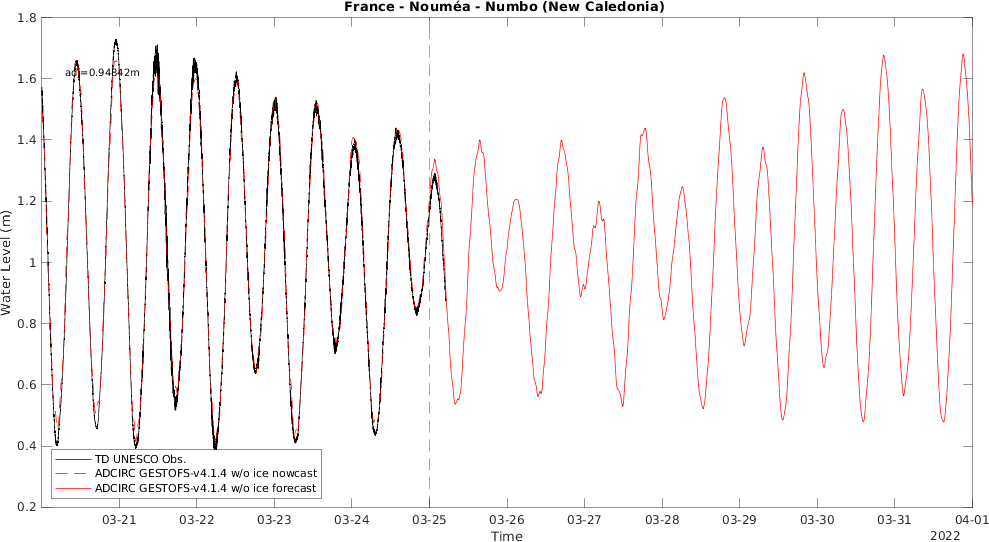 France - Nouméa - Numbo (New Caledonia)
1.8
1.6
1.4
1.2
1
0.8
0.6
0.4
0.2
Water Level (m)
adj=0.94842m
TD UNESCO Obs.
ADCIRC GESTOFS-v4.1.4 w/o ice nowcast
ADCIRC GESTOFS-v4.1.4 w/o ice forecast
03-21 03-22 03-23 03-24 03-25 03-26 03-27 03-28 03-29 03-30 03-31 04-01
Time
2022